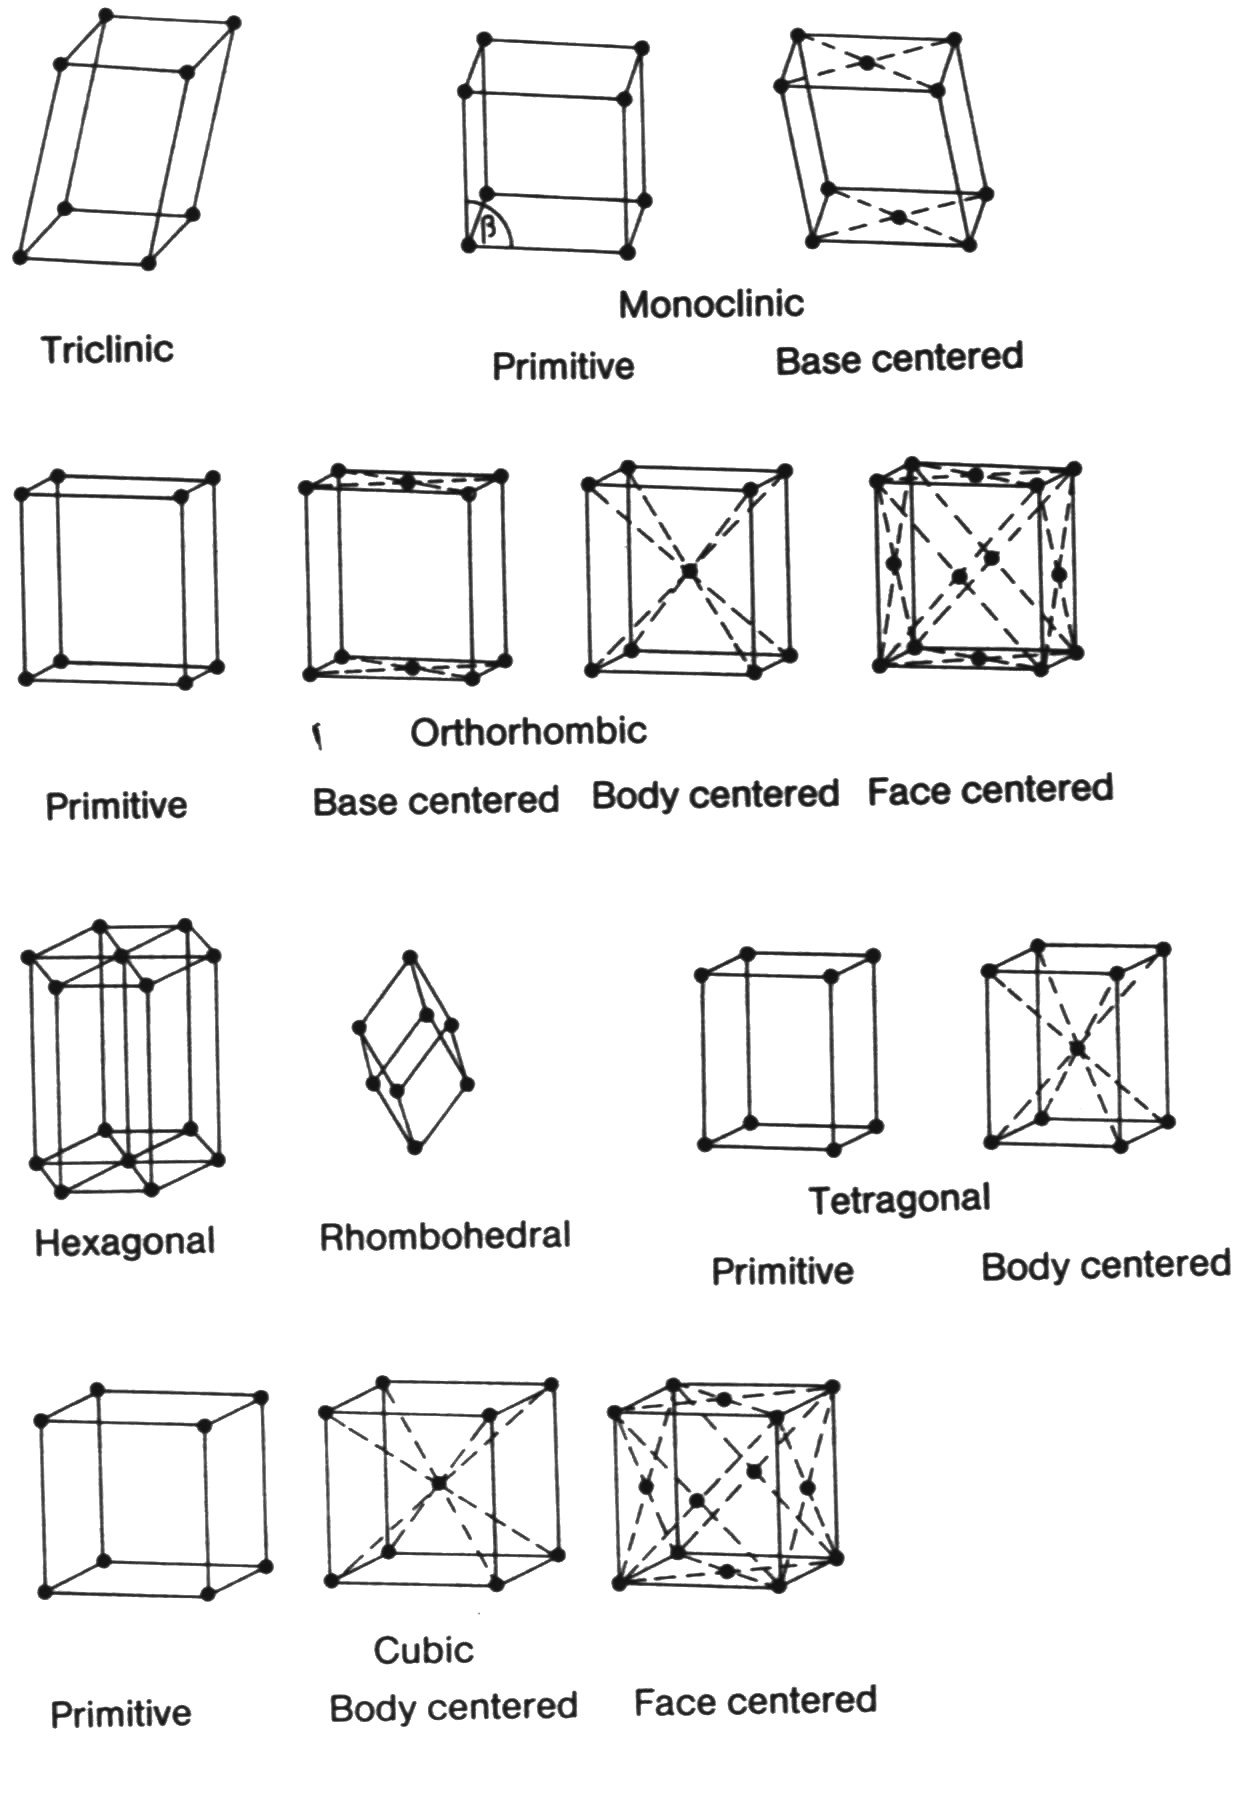 β
Triclinic
Monoclinic
Primitive
Base centered
Orthorhombic
Primitive
Base centered
Body centered
Face centered
Hexagonal
Rhombohedral
Tetragonal
Primitive
Body centered
Cubic
Primitive
Body centered
Face centered